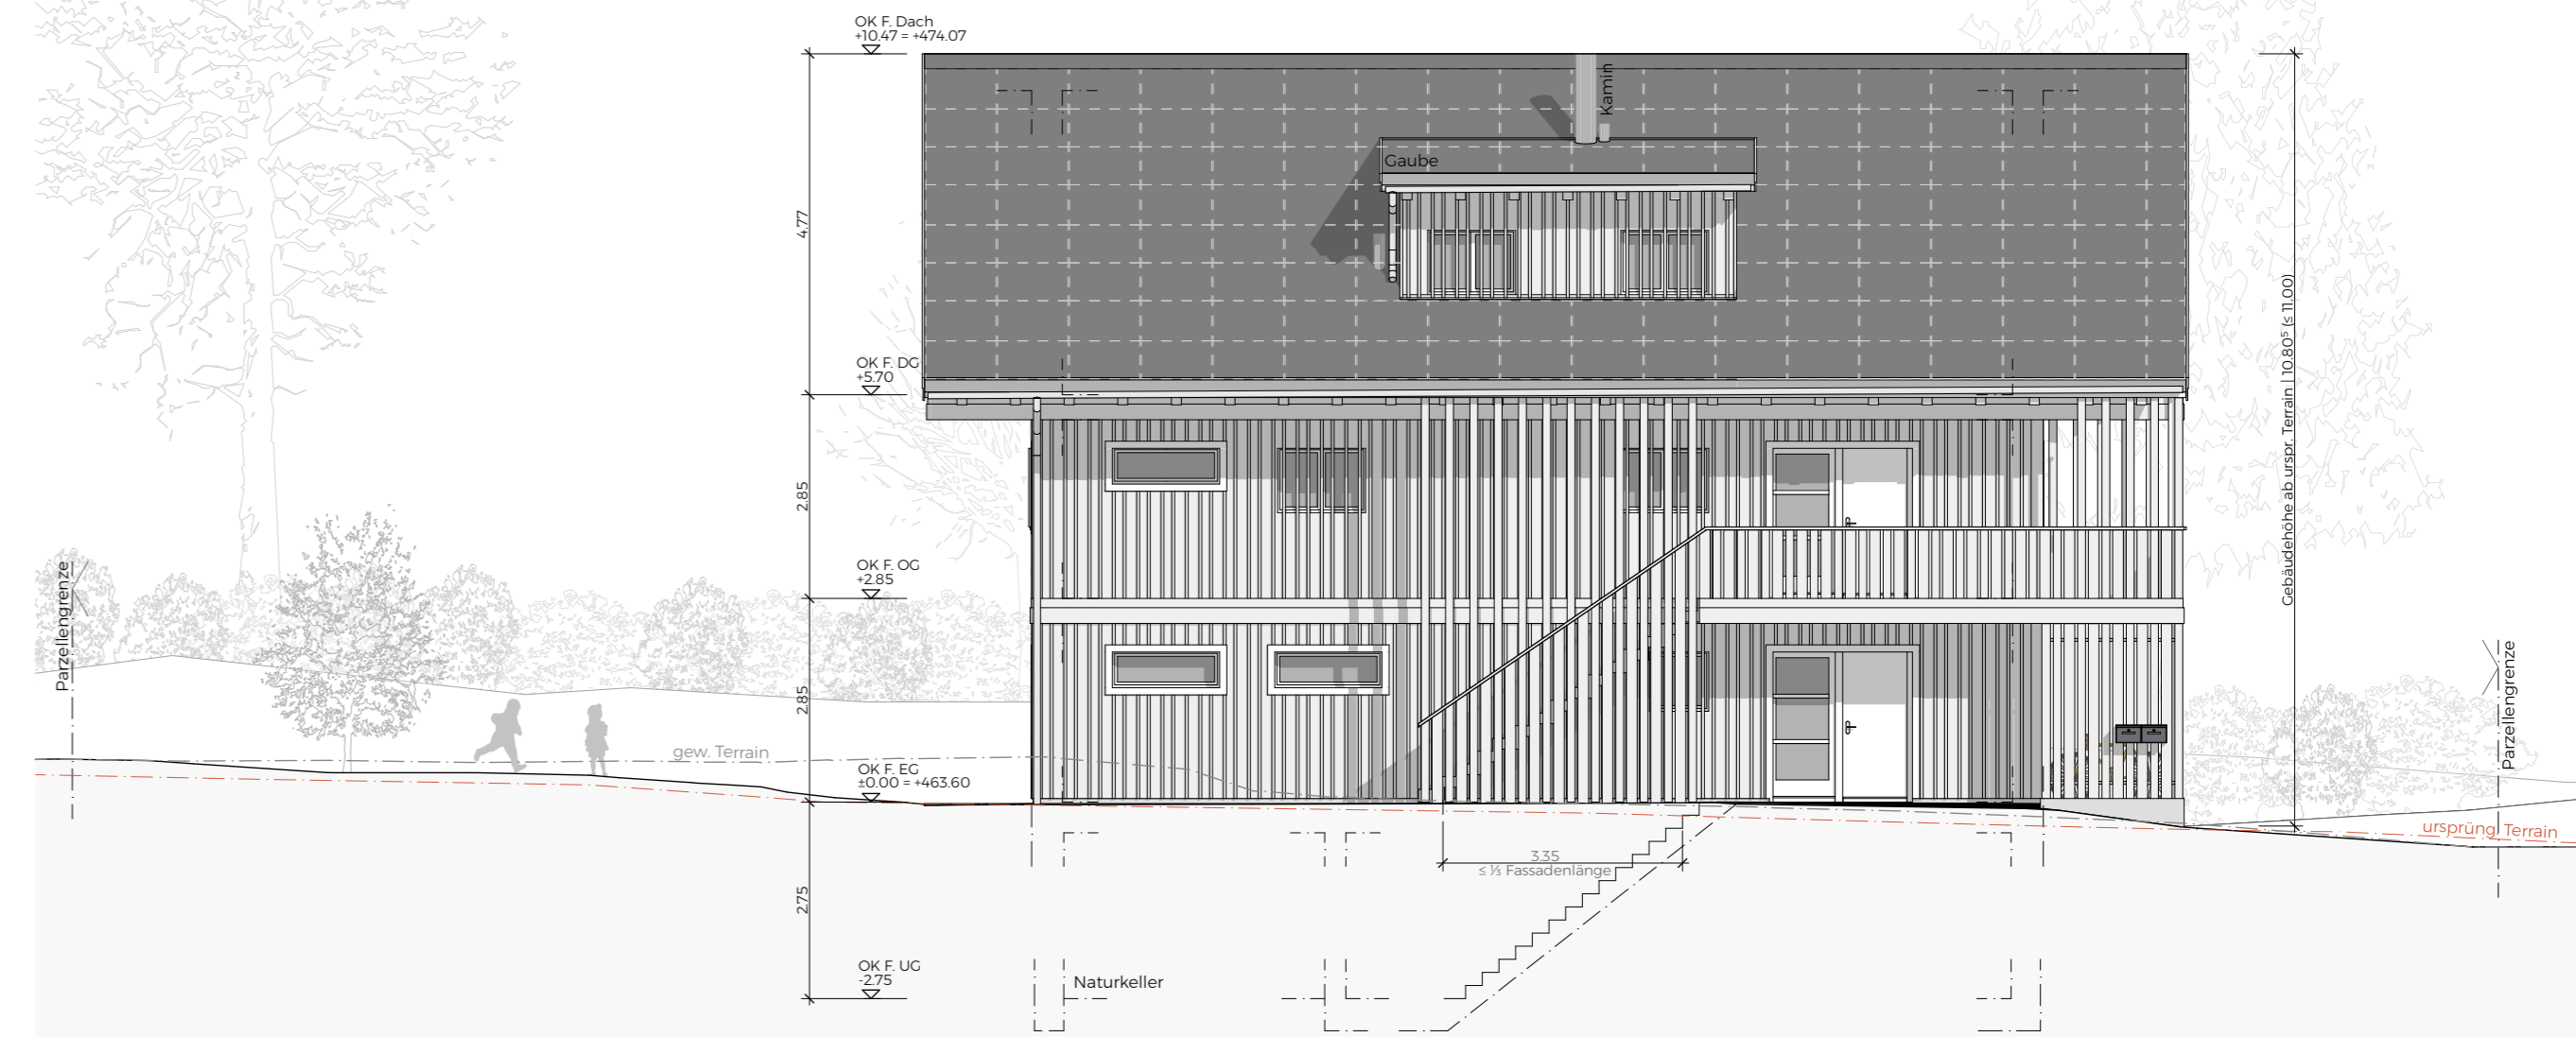 OK F. Dach
+10.47 = +474.07
Kamin
Gaube
4.77
OK F. DG
+5.70
Gebäudehöhe ab urspr. Terrain | 10.80⁵ (≤ 11.00)
2.85
OK F. OG
+2.85
Parzellengrenze
Parzellengrenze
2.85
gew. Terrain
OK F. EG
±0.00 = +463.60
ursprüng. Terrain
3.35
≤ ⅓ Fassadenlänge
2.75
OK F. UG
-2.75
Naturkeller